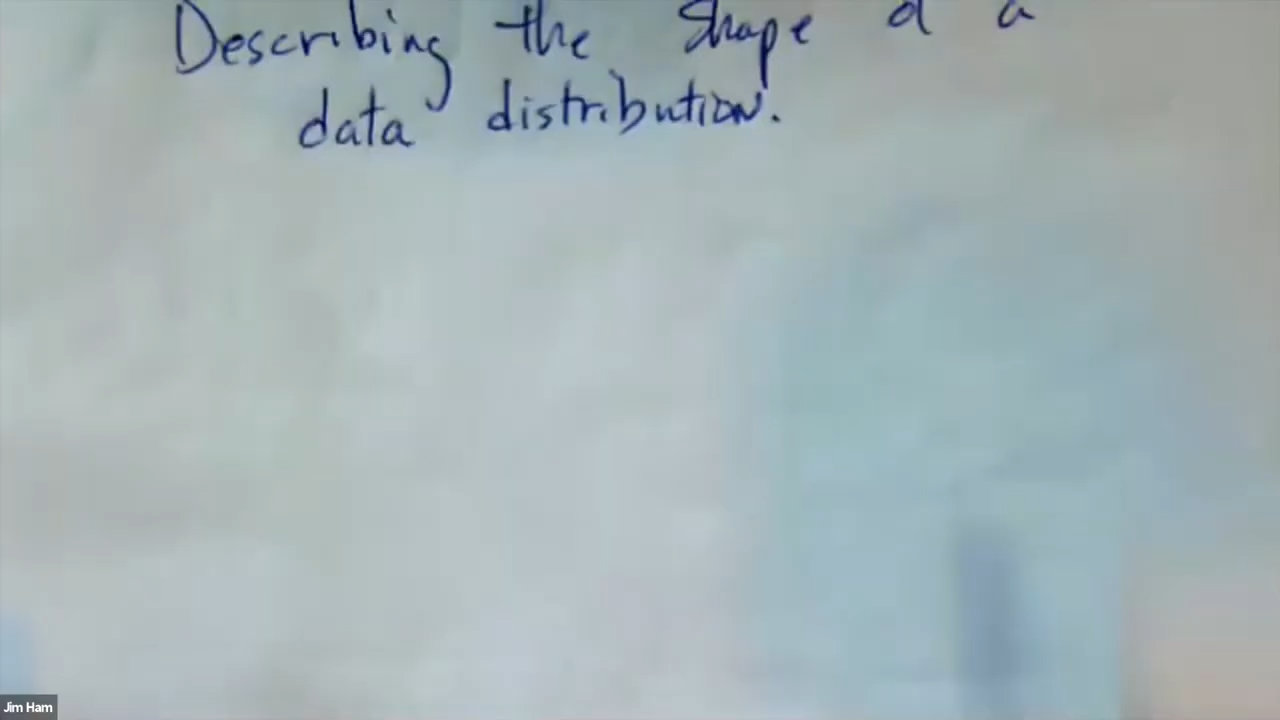 Describing the Shape of a
data distribution.
Jim Ham